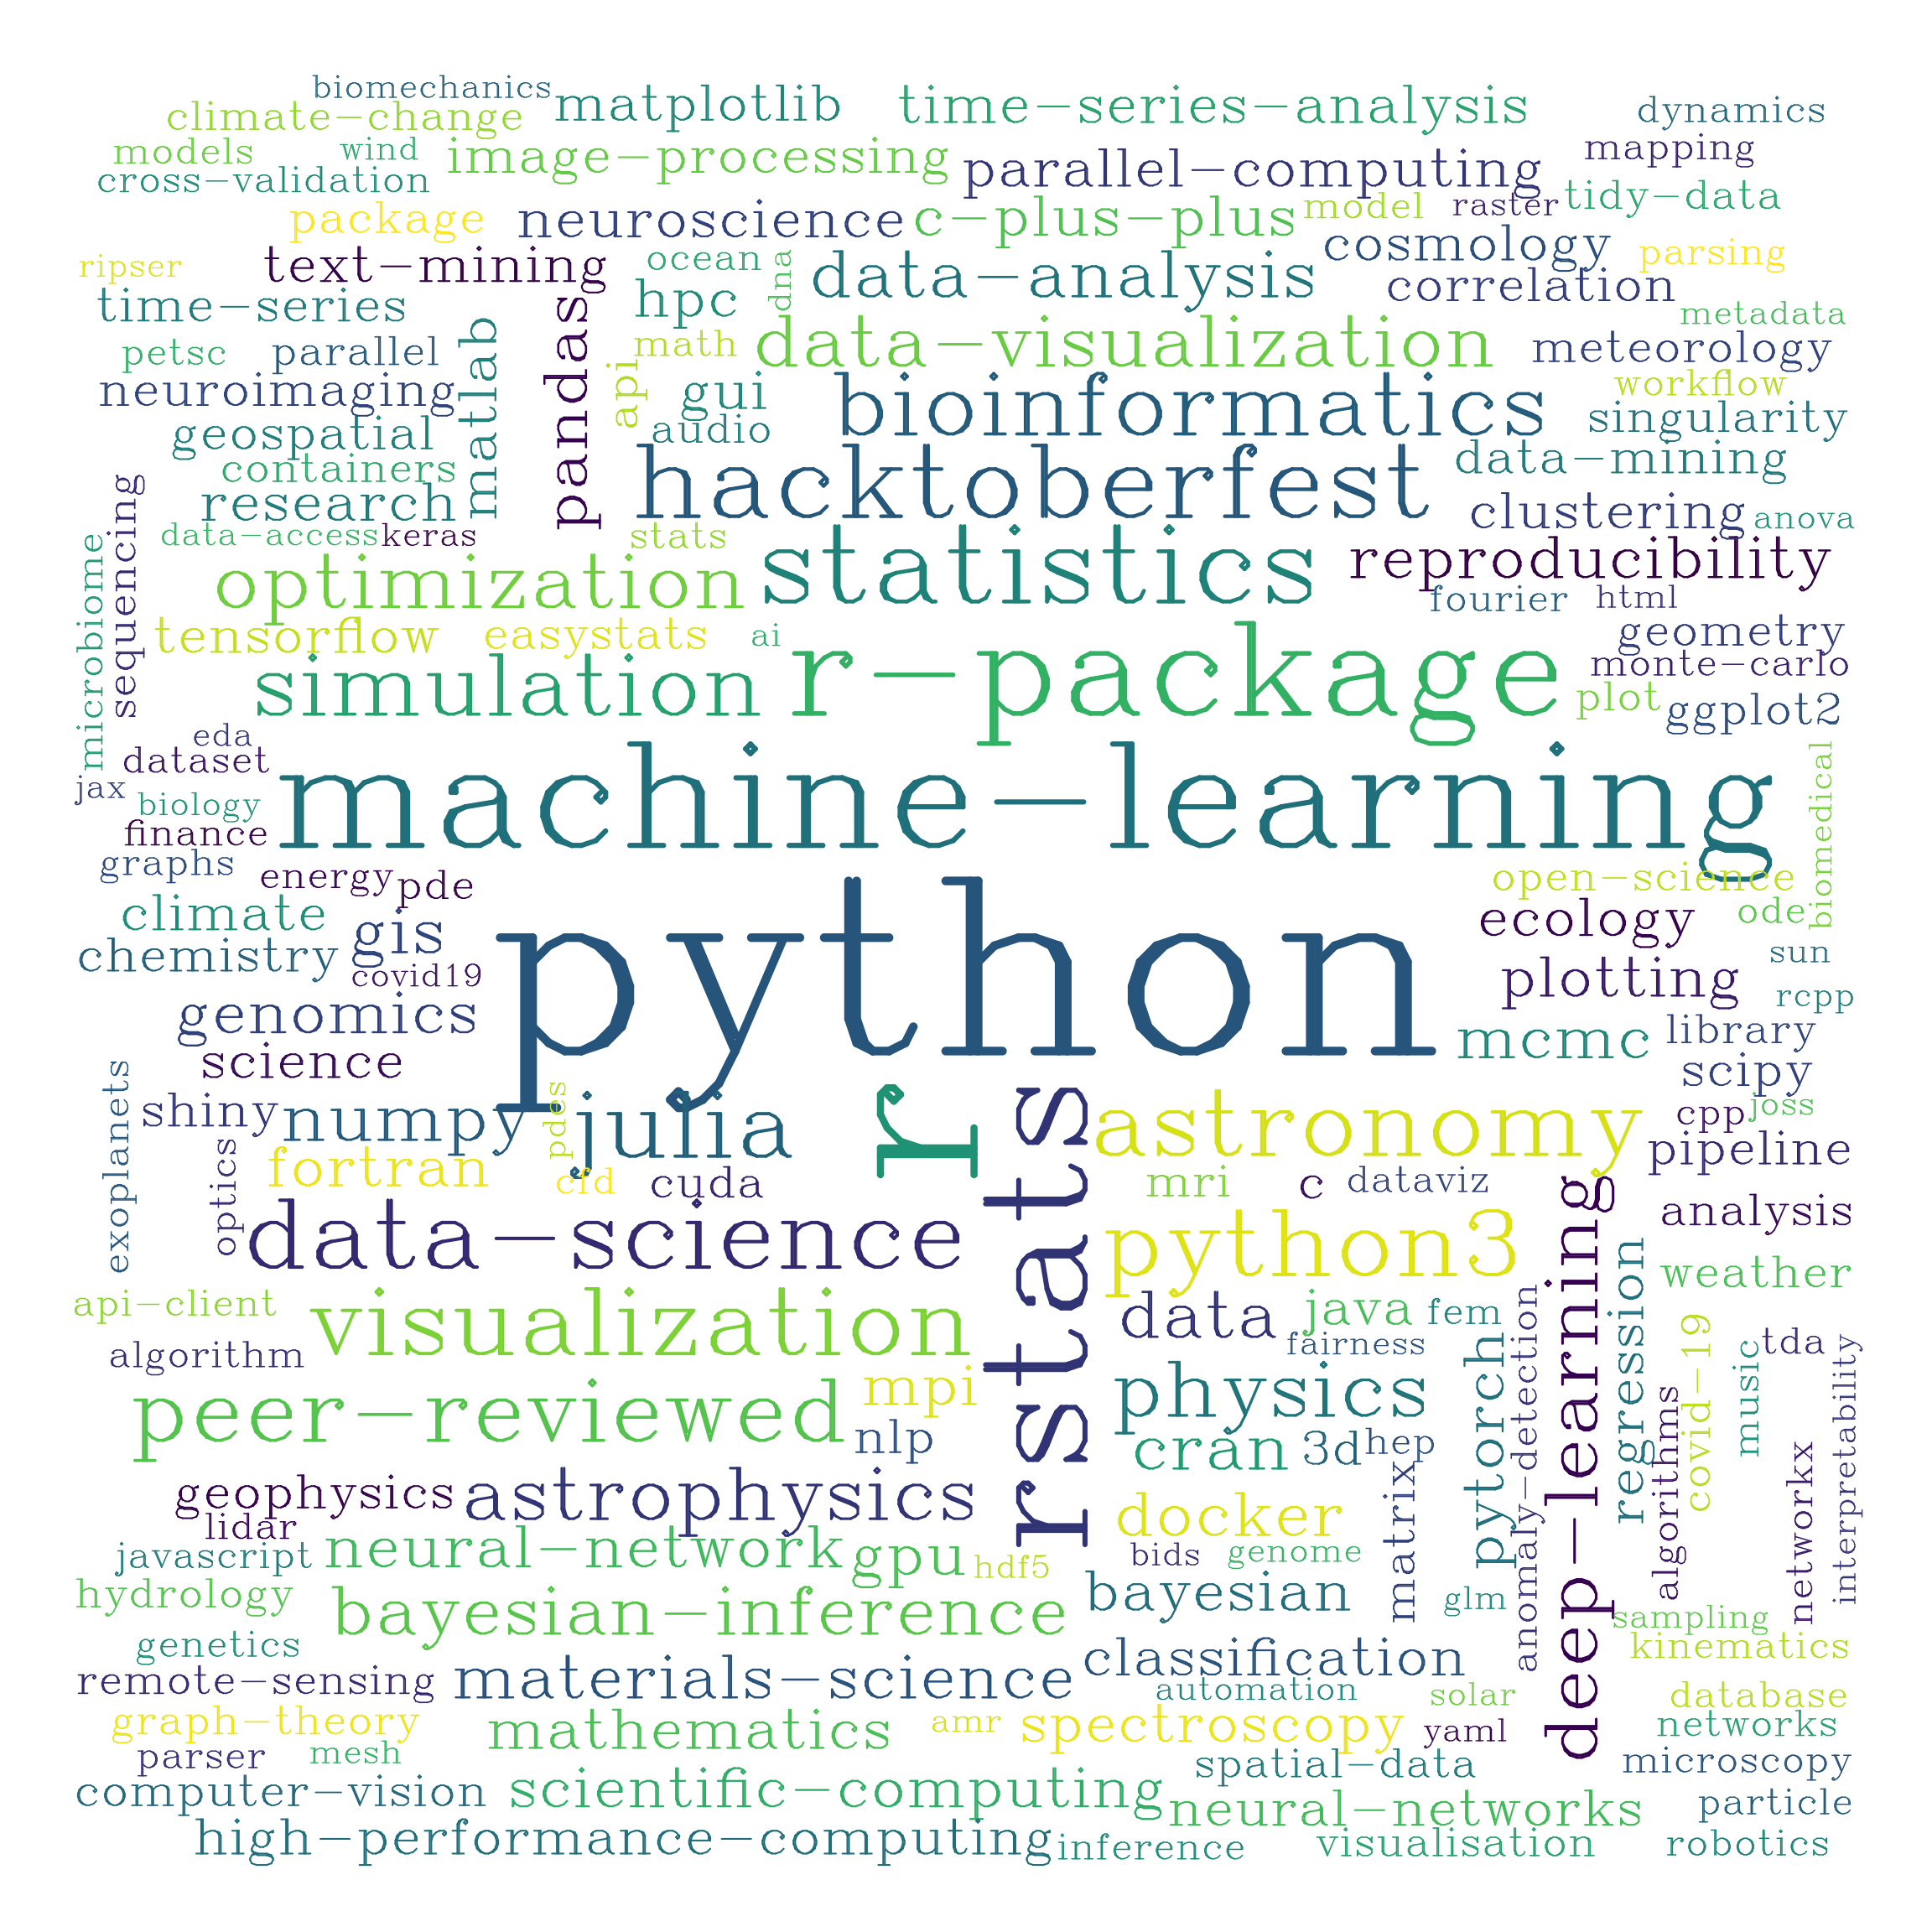 biomechanics
climate-change
matplotlib
time-series-analysis
dynamics
models
wind
image-processing
parallel-computing
mapping
cross-validation
package
neuroscience
c-plus-plus
model
raster
tidy-data
ripser
text-mining
ocean
dna
data-analysis
cosmology
parsing
time-series
hpc
correlation
metadata
petsc
parallel
matlab
pandas
math
api
data-visualization
meteorology
neuroimaging
gui
bioinformatics
workflow
geospatial
audio
singularity
containers
hacktoberfest
data-mining
research
clustering
anova
data-access
keras
stats
statistics
reproducibility
sequencing
microbiome
optimization
fourier
html
tensorflow
easystats
ai
geometry
simulation
r-package
monte-carlo
plot
ggplot2
eda
dataset
machine-learning
biomedical
jax
biology
finance
graphs
energy
pde
open-science
climate
gis
python
ecology
ode
chemistry
covid19
plotting
sun
genomics
rcpp
science
mcmc
library
scipy
exoplanets
shiny
numpy
pdes
julia
r
rstats
astronomy
cpp
joss
optics
fortran
cfd
cuda
mri
c
dataviz
pipeline
data-science
python3
deep-learning
analysis
regression
weather
api-client
visualization
data
java
fem
anomaly-detection
algorithm
fairness
pytorch
covid-19
music
tda
interpretability
peer-reviewed
mpi
physics
algorithms
nlp
cran
3d
hep
networkx
geophysics
astrophysics
matrix
lidar
docker
javascript
neural-network
gpu
hdf5
bids
genome
hydrology
bayesian-inference
bayesian
glm
sampling
genetics
classification
kinematics
remote-sensing
materials-science
automation
solar
database
graph-theory
mathematics
amr
spectroscopy
yaml
networks
parser
mesh
spatial-data
microscopy
computer-vision
scientific-computing
neural-networks
particle
high-performance-computing
inference
visualisation
robotics